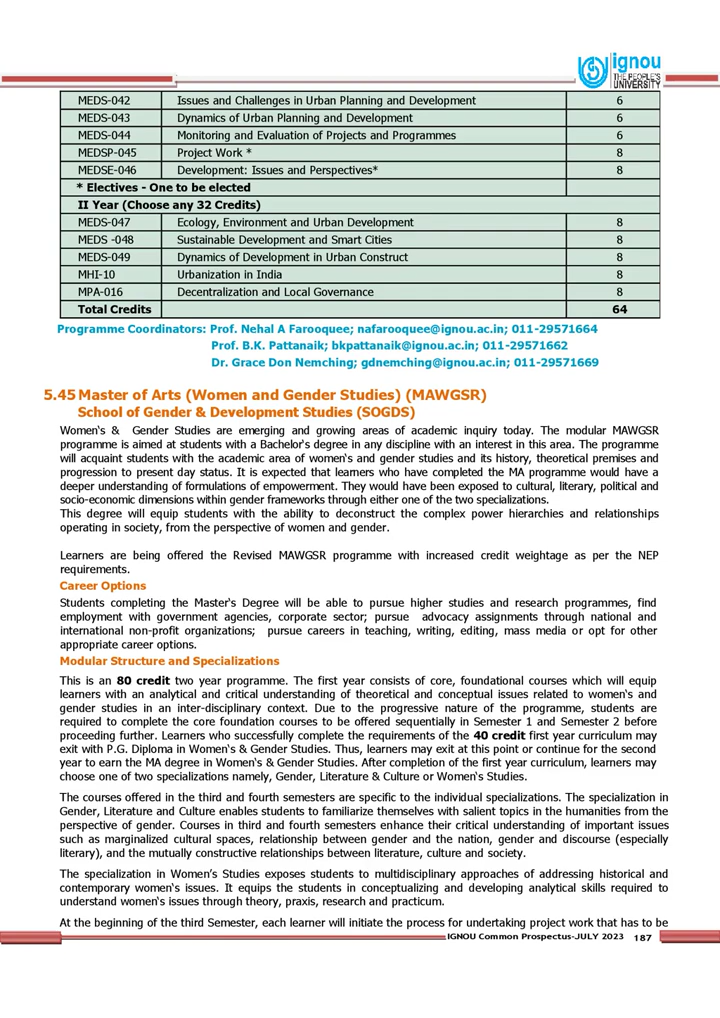 ignou
THE PEOPLE'S
UNIVERSITY
MEDS-042 Issues and Challenges in Urban Planning and Development 6
MEDS-043 Dynamics of Urban Planning and Development 6
MEDS-044 Monitoring and Evaluation of Projects and Programmes 6
MEDSP-045 Project Work * 8
MEDSE-046 Development: Issues and Perspectives* 8
* Electives - One to be elected
II Year (Choose any 32 Credits)
MEDS-047 Ecology, Environment and Urban Development 8
MEDS -048 Sustainable Development and Smart Cities 8
MEDS-049 Dynamics of Development in Urban Construct 8
MHI-10 Urbanization in India 8
MPA-016 Decentralization and Local Governance 8
Total Credits 64
Programme Coordinators: Prof. Nehal A Farooquee; nafarooquee@ignou.ac.in; 011-29571664
Prof. B.K. Pattanaik; bkpattanaik@ignou.ac.in; 011-29571662
Dr. Grace Don Nemching; gdnemching@ignou.ac.in; 011-29571669
5.45 Master of Arts (Women and Gender Studies) (MAWGSR)
School of Gender & Development Studies (SOGDS)
Women‘s & Gender Studies are emerging and growing areas of academic inquiry today. The modular MAWGSR
programme is aimed at students with a Bachelor‘s degree in any discipline with an interest in this area. The programme
will acquaint students with the academic area of women‘s and gender studies and its history, theoretical premises and
progression to present day status. It is expected that learners who have completed the MA programme would have a
deeper understanding of formulations of empowerment. They would have been exposed to cultural, literary, political and
socio-economic dimensions within gender frameworks through either one of the two specializations.
This degree will equip students with the ability to deconstruct the complex power hierarchies and relationships
operating in society, from the perspective of women and gender.
Learners are being offered the Revised MAWGSR programme with increased credit weightage as per the NEP
requirements.
Career Options
Students completing the Master‘s Degree will be able to pursue higher studies and research programmes, find
employment with government agencies, corporate sector; pursue advocacy assignments through national and
international non-profit organizations; pursue careers in teaching, writing, editing, mass media or opt for other
appropriate career options.
Modular Structure and Specializations
This is an 80 credit two year programme. The first year consists of core, foundational courses which will equip
learners with an analytical and critical understanding of theoretical and conceptual issues related to women‘s and
gender studies in an inter-disciplinary context. Due to the progressive nature of the programme, students are
required to complete the core foundation courses to be offered sequentially in Semester 1 and Semester 2 before
proceeding further. Learners who successfully complete the requirements of the 40 credit first year curriculum may
exit with P.G. Diploma in Women‘s & Gender Studies. Thus, learners may exit at this point or continue for the second
year to earn the MA degree in Women‘s & Gender Studies. After completion of the first year curriculum, learners may
choose one of two specializations namely, Gender, Literature & Culture or Women‘s Studies.
The courses offered in the third and fourth semesters are specific to the individual specializations. The specialization in
Gender, Literature and Culture enables students to familiarize themselves with salient topics in the humanities from the
perspective of gender. Courses in third and fourth semesters enhance their critical understanding of important issues
such as marginalized cultural spaces, relationship between gender and the nation, gender and discourse (especially
literary), and the mutually constructive relationships between literature, culture and society.
The specialization in Women’s Studies exposes students to multidisciplinary approaches of addressing historical and
contemporary women‘s issues. It equips the students in conceptualizing and developing analytical skills required to
understand women‘s issues through theory, praxis, research and practicum.
At the beginning of the third Semester, each learner will initiate the process for undertaking project work that has to be
IGNOU Common Prospectus-JULY 2023 187